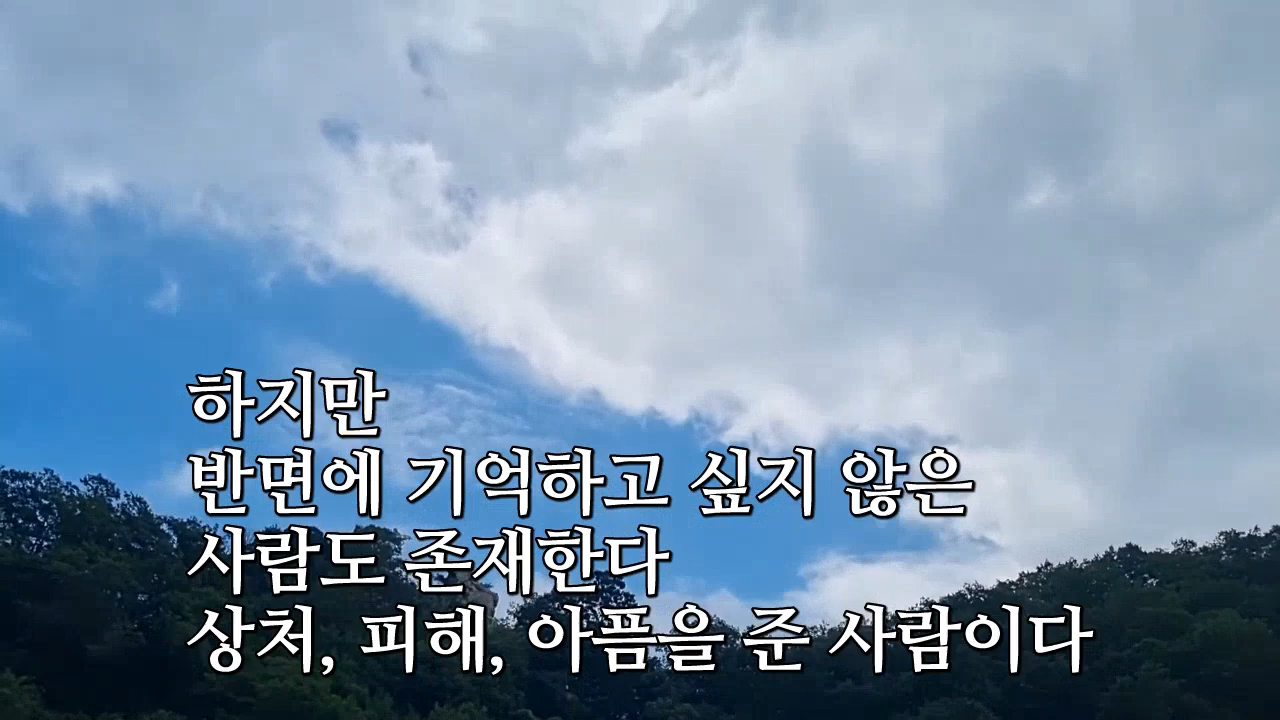 하지만
반면에 기억하고 싶지 않은
사람도 존재한다
상처, 피해, 아픔을 준 사람이다